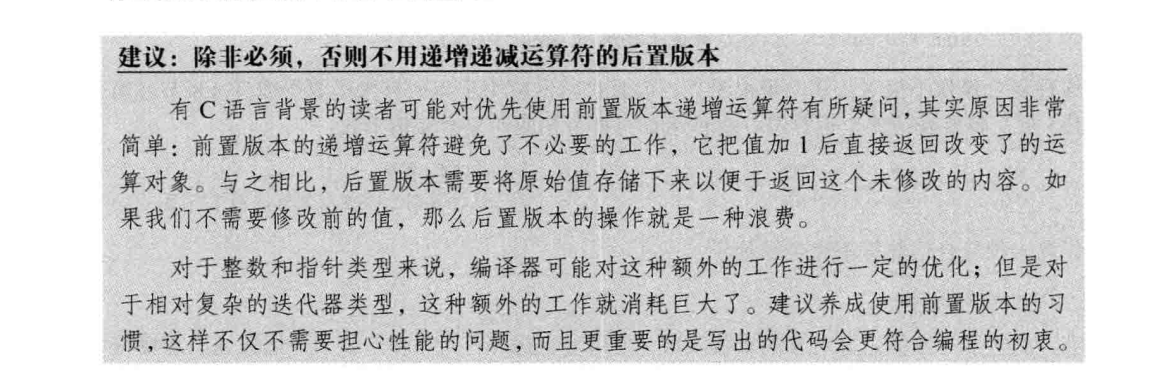 建议：除非必须，否则不用递增递减运算符的后置版本
有 C 语言背景的读者可能对优先使用前置版本递增运算符有所疑问，其实原因非常
简单：前置版本的递增运算符避免了不必要的工作，它把值加 1 后直接返回改变了的运
算对象。与之相比，后置版本需要将原始值存储下来以便于返回这个未修改的内容。如
果我们不需要修改前的值，那么后置版本的操作就是一种浪费。
对于整数和指针类型来说，编译器可能对这种额外的工作进行一定的优化；但是对
于相对复杂的迭代器类型，这种额外的工作就消耗巨大了。建议养成使用前置版本的习
惯，这样不仅不需要担心性能的问题，而且更重要的是写出的代码会更符合编程的初衷。